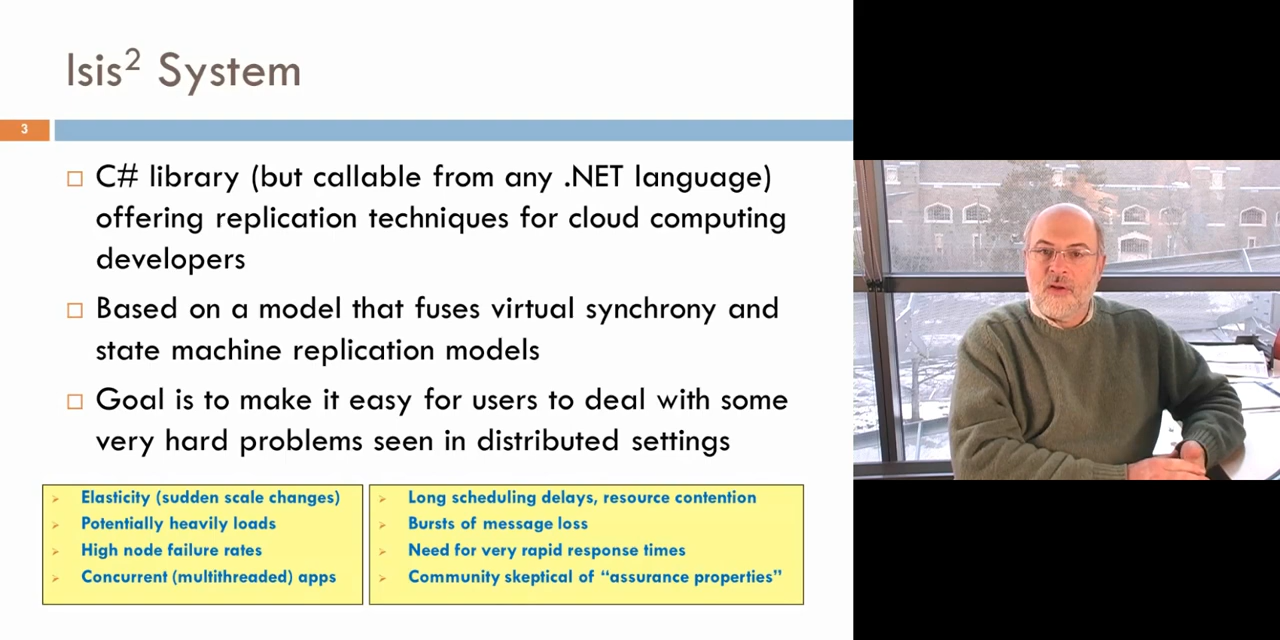 Isis² System
3
C# library (but callable from any .NET language)
offering replication techniques for cloud computing
developers
Based on a model that fuses virtual synchrony and
state machine replication models
Goal is to make it easy for users to deal with some
very hard problems seen in distributed settings
Elasticity (sudden scale changes)
Potentially heavily loads
High node failure rates
Concurrent (multithreaded) apps
Long scheduling delays, resource contention
Bursts of message loss
Need for very rapid response times
Community skeptical of “assurance properties”